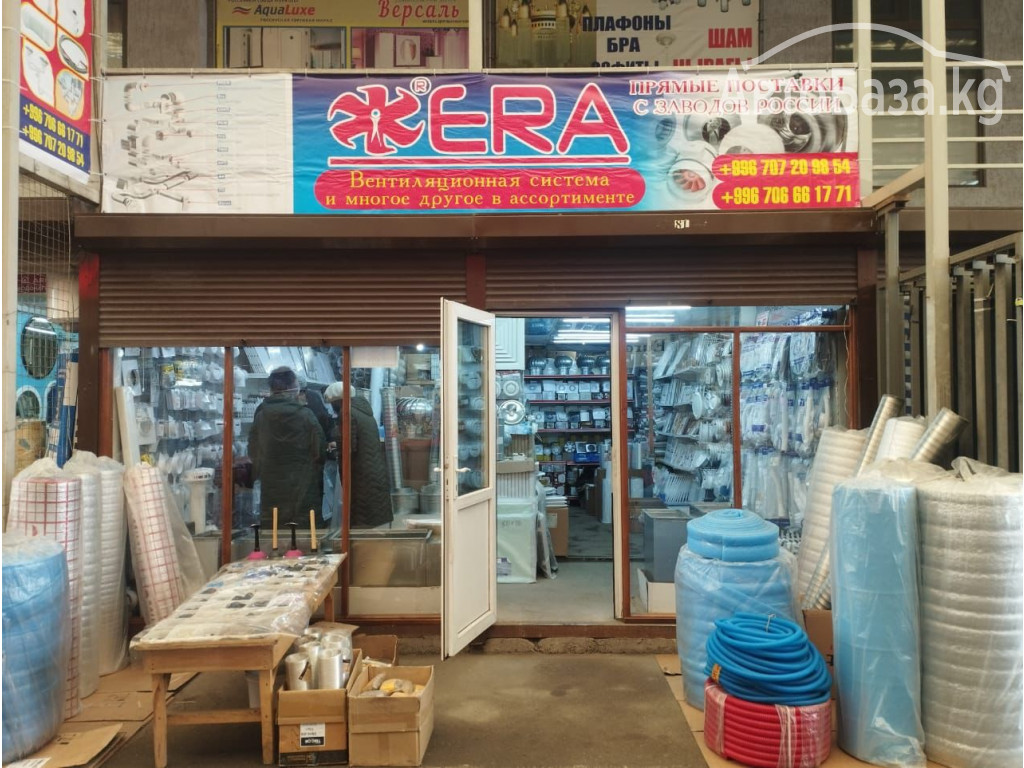 AquaLuxe
Версаль
ПЛАФОНЫ
БРА
ШАМ
+996 706 66 17 71
+996 707 20 98 54
®
ERA
ПРЯМЫЕ ПОСТАВКИ
С ЗАВОДОВ РОССИИ
Вентиляционная система
и многое другое в ассортименте
+996 707 20 98 54
+996 706 66 17 71
81